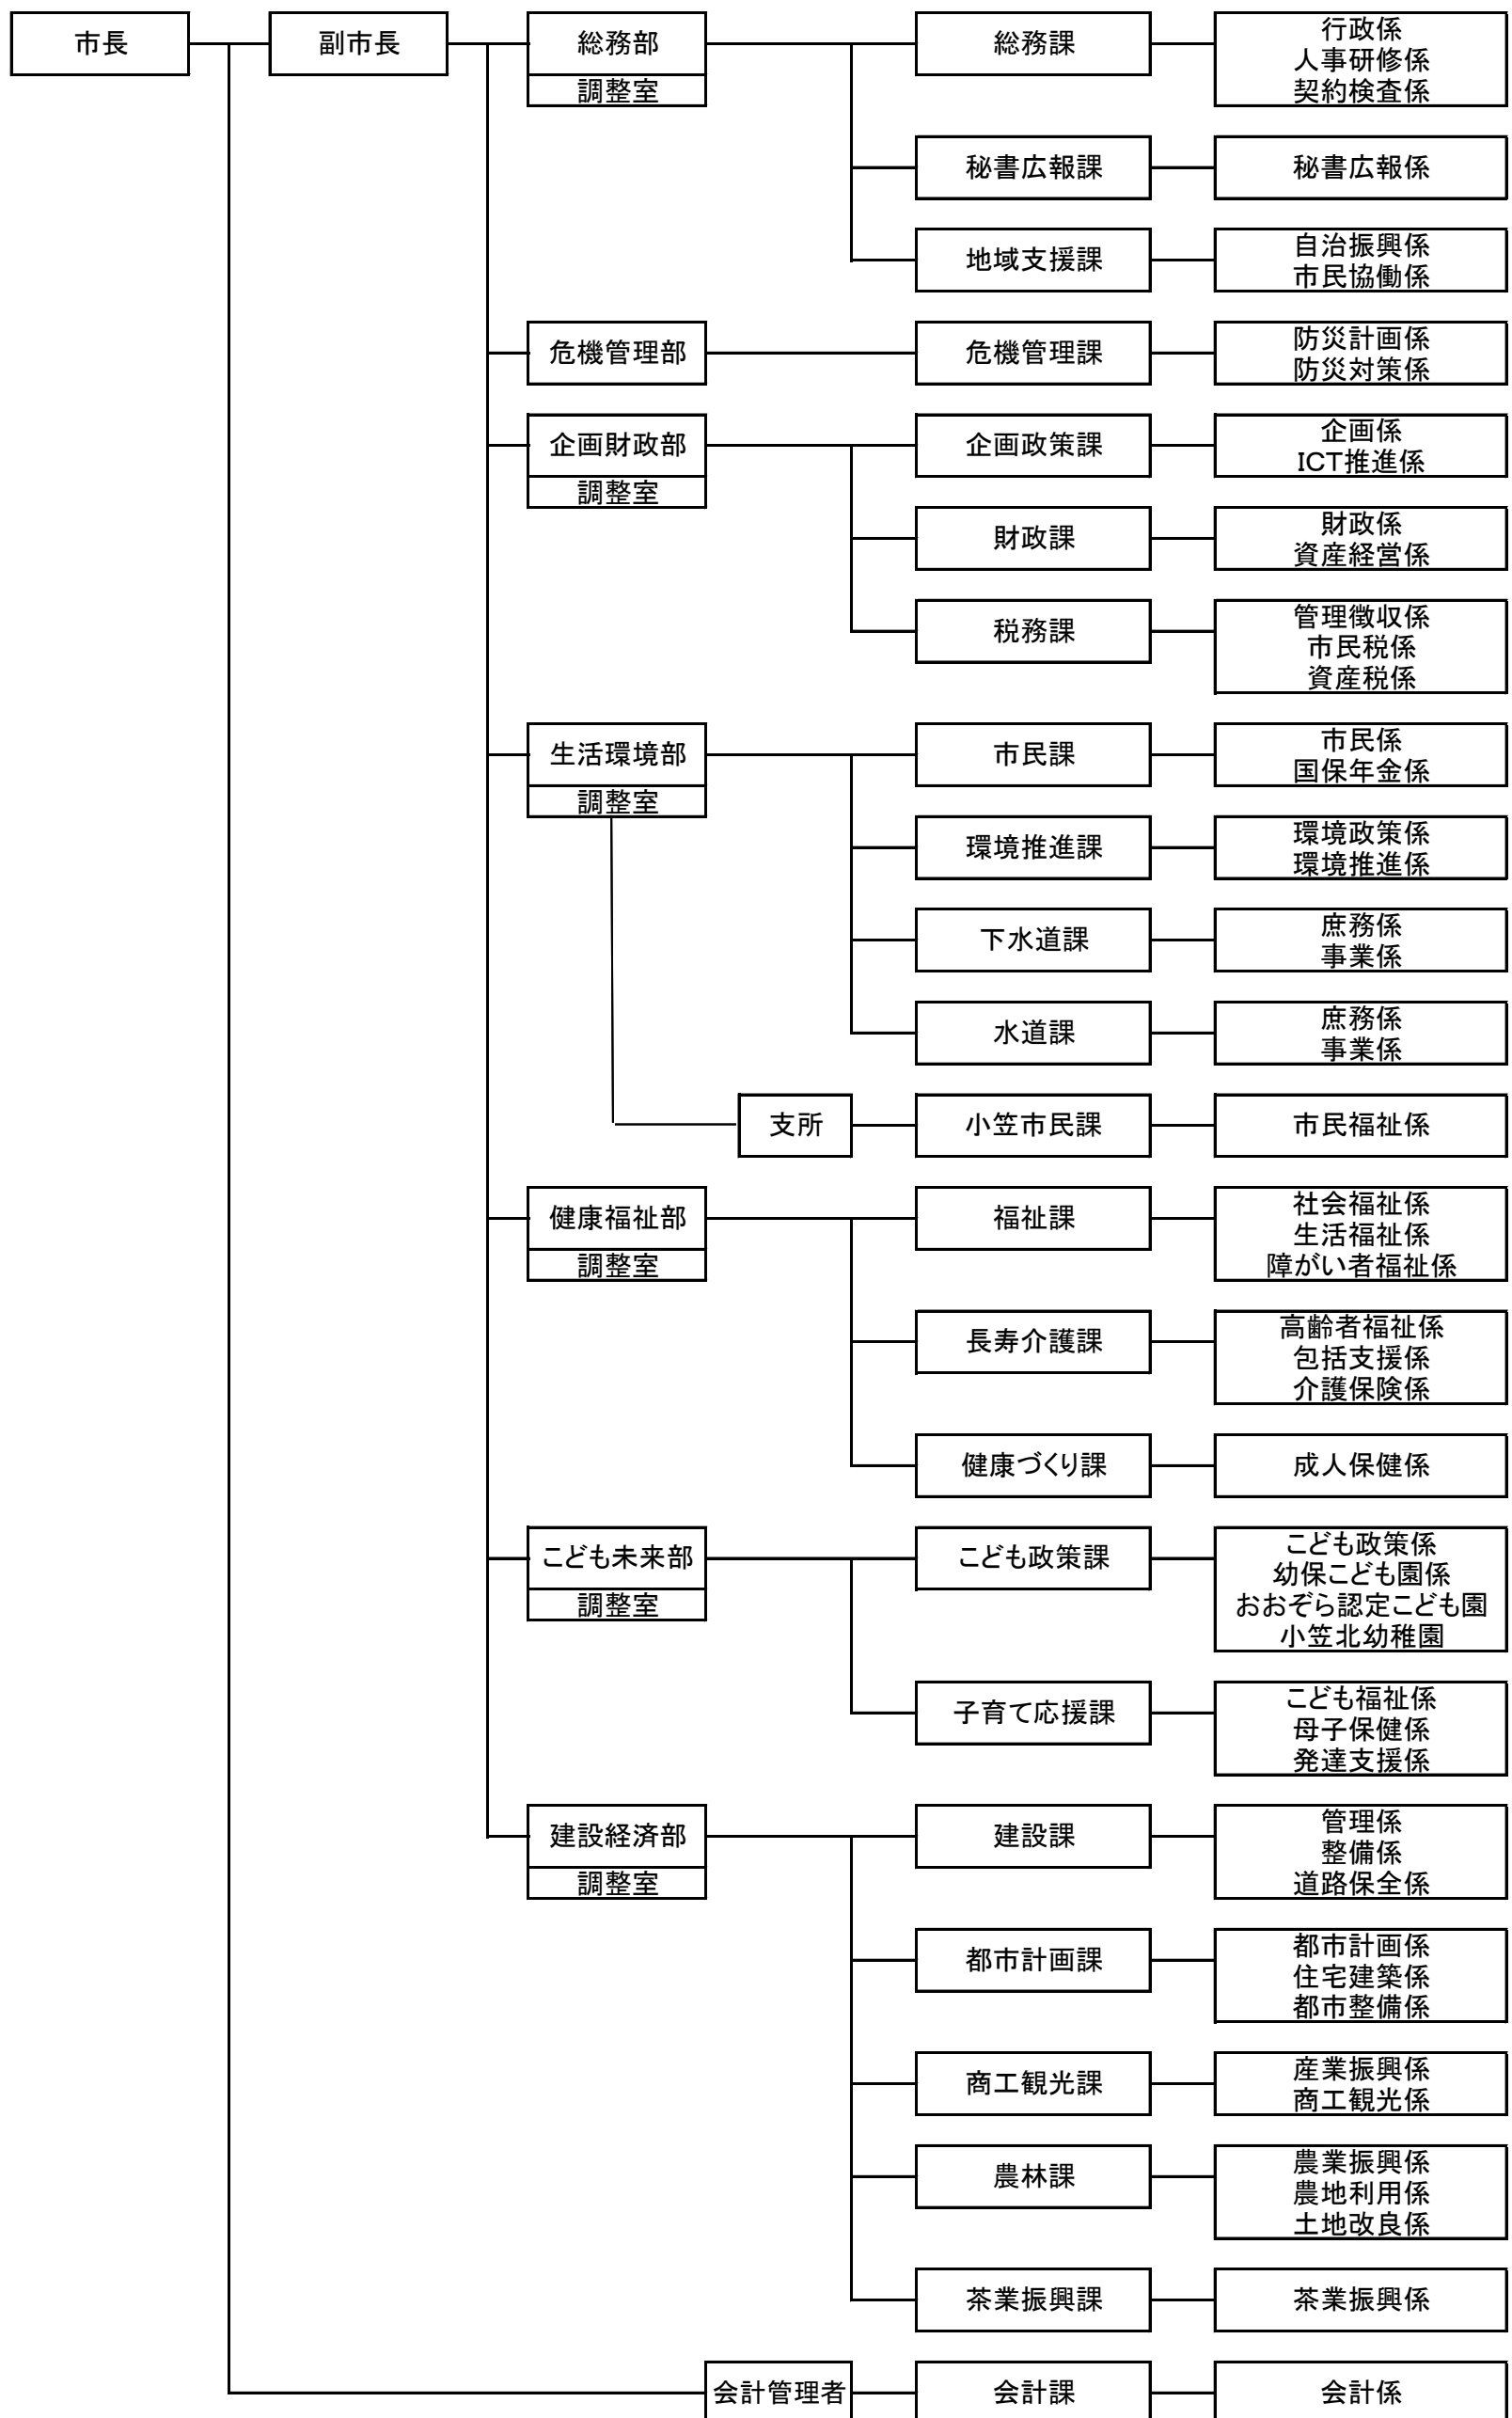 市長
副市長
総務部
調整室
総務課
行政係
人事研修係
契約検査係
秘書広報課
秘書広報係
地域支援課
自治振興係
市民協働係
危機管理部
危機管理課
防災計画係
防災対策係
企画財政部
調整室
企画政策課
企画係
ICT推進係
財政課
財政係
資産経営係
税務課
管理徴収係
市民税係
資産税係
生活環境部
調整室
市民課
市民係
国保年金係
環境推進課
環境政策係
環境推進係
下水道課
庶務係
事業係
水道課
庶務係
事業係
支所
小笠市民課
市民福祉係
健康福祉部
調整室
福祉課
社会福祉係
生活福祉係
障がい者福祉係
長寿介護課
高齢者福祉係
包括支援係
介護保険係
健康づくり課
成人保健係
こども未来部
調整室
こども政策課
こども政策係
幼保こども園係
おおぞら認定こども園
小笠北幼稚園
子育て応援課
こども福祉係
母子保健係
発達支援係
建設経済部
調整室
建設課
管理係
整備係
道路保全係
都市計画課
都市計画係
住宅建築係
都市整備係
商工観光課
産業振興係
商工観光係
農林課
農業振興係
農地利用係
土地改良係
茶業振興課
茶業振興係
会計管理者
会計課
会計係